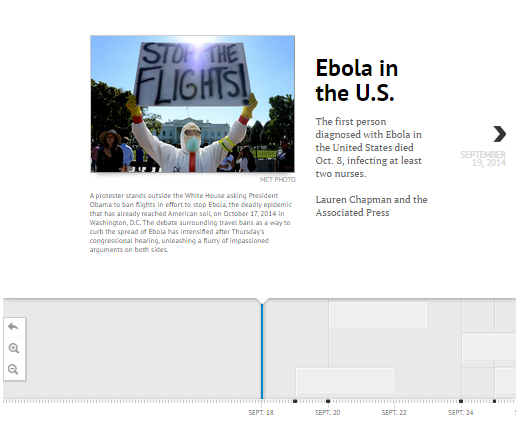 STOP THE
FLIGHTS!
MCT PHOTO
A protester stands outside the White House asking President
Obama to ban flights in effort to stop Ebola, the deadly epidemic
that has already reached American soil, on October 17, 2014 in
Washington, D.C. The debate surrounding travel bans as a way to
curb the spread of Ebola has intensified after Thursday's
congressional hearing, unleashing a flurry of impassioned
arguments on both sides.
Ebola in
the U.S.
The first person
diagnosed with Ebola in
the United States died
Oct. 8, infecting at least
two nurses.
Lauren Chapman and the
Associated Press
SEPTEMBER
19, 2014
SEPT. 18
SEPT. 20
SEPT. 22
SEPT. 24
S